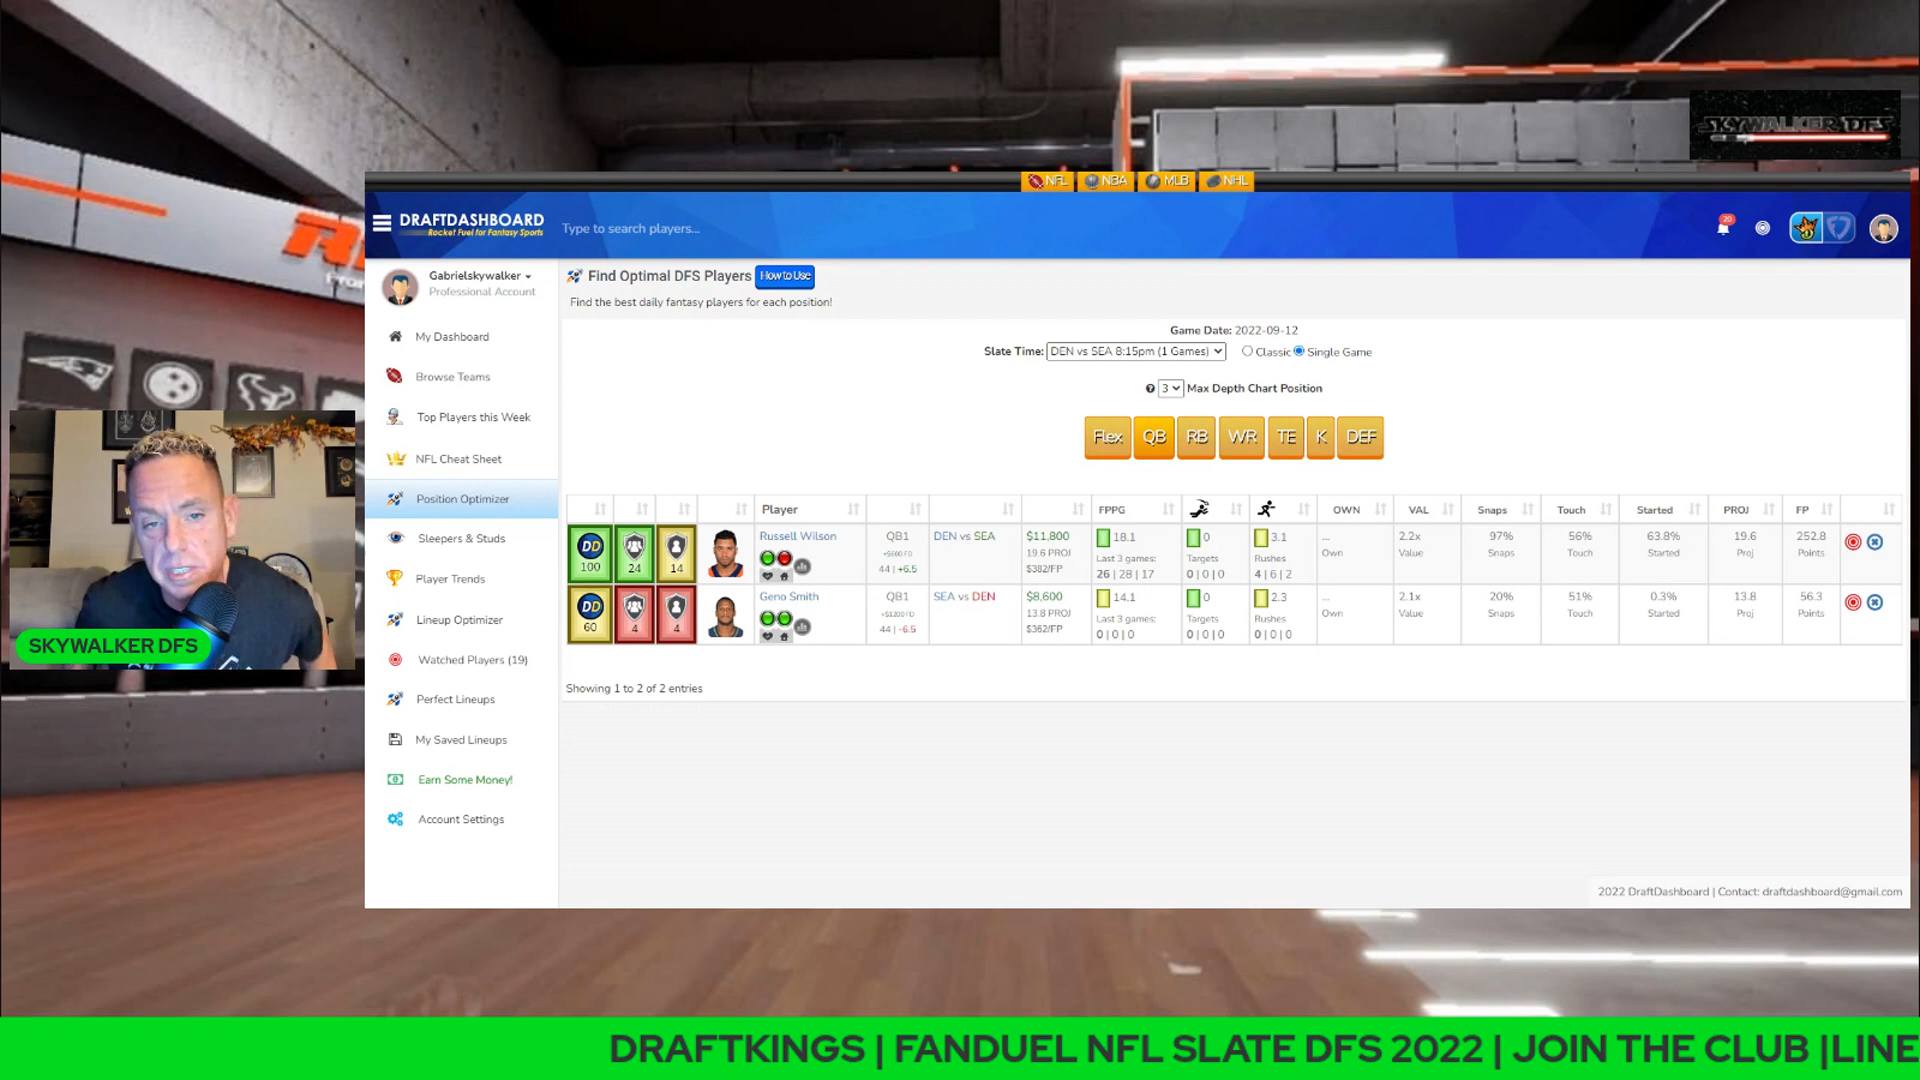 SKYWALKER DFS
NFL NBA MLB NHL
DRAFTDASHBOARD
Rocket Fuel for Fantasy Sports
Type to search players...
20
Gabrielskywalker
Professional Account
My Dashboard
Browse Teams
Top Players this Week
NFL Cheat Sheet
Position Optimizer
Sleepers & Studs
Player Trends
Lineup Optimizer
Watched Players (19)
Perfect Lineups
My Saved Lineups
Earn Some Money!
Account Settings
Find Optimal DFS Players How to Use
Find the best daily fantasy players for each position!
Game Date: 2022-09-12
Slate Time: DEN vs SEA 8:15pm (1 Games) Classic Single Game
3 Max Depth Chart Position
Flex QB RB WR TE K DEF
Player FPPG OWN VAL Snaps Touch Started PROJ FP
DD 100 24 14
Russell Wilson
QB1
+$600 FD
44 | +6.5
DEN vs SEA
$11,800
19.6 PROJ
$382/FP
18.1
Last 3 games:
26 | 28 | 17
0
Targets
0 | 0 | 0
3.1
Rushes
4 | 6 | 2
...
Own
2.2x
Value
97%
Snaps
56%
Touch
63.8%
Started
19.6
Proj
252.8
Points
DD 60 4 4
Geno Smith
QB1
+$1200 FD
44 | -6.5
SEA vs DEN
$8,600
13.8 PROJ
$362/FP
14.1
Last 3 games:
0 | 0 | 0
0
Targets
0 | 0 | 0
2.3
Rushes
0 | 0 | 0
...
Own
2.1x
Value
20%
Snaps
51%
Touch
0.3%
Started
13.8
Proj
56.3
Points
Showing 1 to 2 of 2 entries
2022 DraftDashboard | Contact: draftdashboard@gmail.com
SKYWALKER DFS
DRAFTKINGS | FANDUEL NFL SLATE DFS 2022 | JOIN THE CLUB |LINE